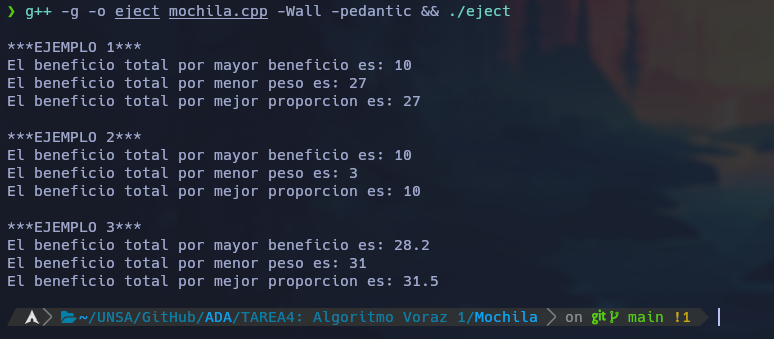 ❯ g++ -g -o eject mochila.cpp -Wall -pedantic && ./eject
***EJEMPLO 1***
El beneficio total por mayor beneficio es: 10
El beneficio total por menor peso es: 27
El beneficio total por mejor proporcion es: 27
***EJEMPLO 2***
El beneficio total por mayor beneficio es: 10
El beneficio total por menor peso es: 3
El beneficio total por mejor proporcion es: 10
***EJEMPLO 3***
El beneficio total por mayor beneficio es: 28.2
El beneficio total por menor peso es: 31
El beneficio total por mejor proporcion es: 31.5
~/UNSA/GitHub/ADA/TAREA4: Algoritmo Voraz 1/Mochila on git main !1